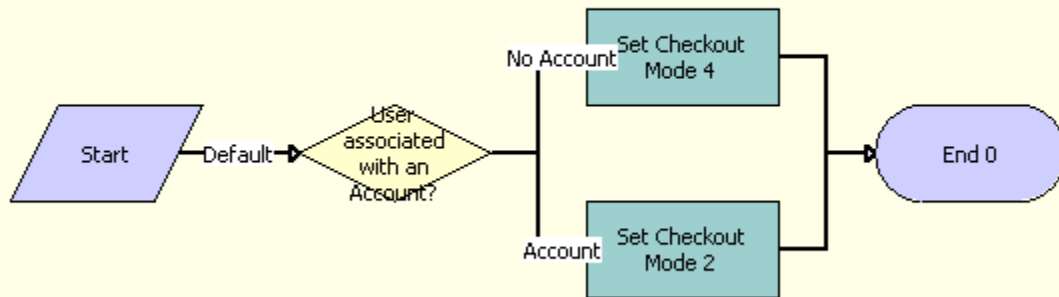 Start
Default
User
associated
with an
Account?
No Account
Set Checkout
Mode 4
Account
Set Checkout
Mode 2
End 0